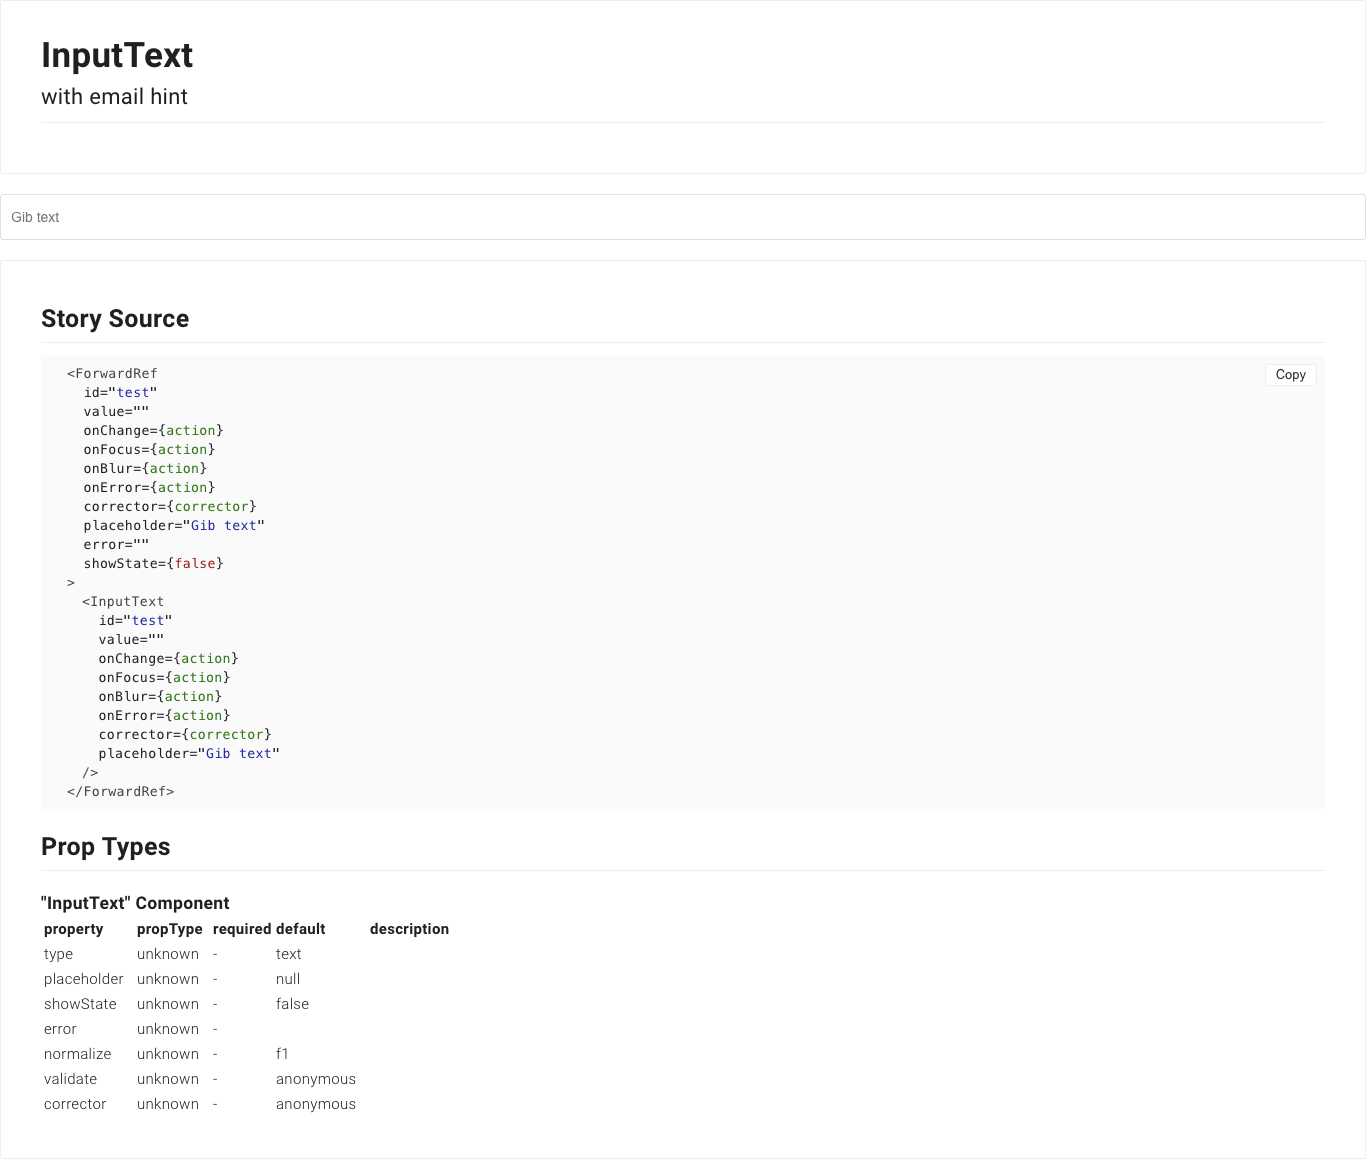 InputText
with email hint
Gib text
Story Source
Copy
<ForwardRef
id="test"
value=""
onChange={action}
onFocus={action}
onBlur={action}
onError={action}
corrector={corrector}
placeholder="Gib text"
error=""
showState={false}
>
<InputText
id="test"
value=""
onChange={action}
onFocus={action}
onBlur={action}
onError={action}
corrector={corrector}
placeholder="Gib text"
/>
</ForwardRef>
Prop Types
"InputText" Component
property propType required default description
type unknown - text
placeholder unknown - null
showState unknown - false
error unknown -
normalize unknown - f1
validate unknown - anonymous
corrector unknown - anonymous